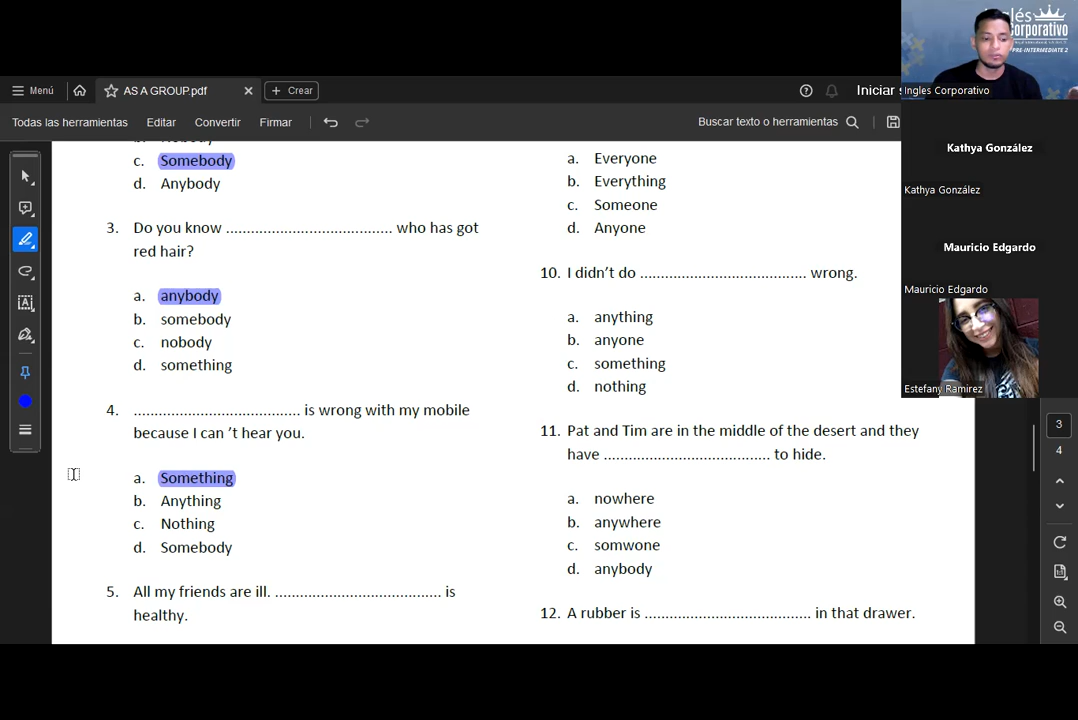 Menú
AS A GROUP.pdf
Crear
Iniciar s
Todas las herramientas
Editar
Convertir
Firmar
Buscar texto o herramientas
c. Somebody
d. Anybody
3. Do you know ........................................ who has got
red hair?
a. anybody
b. somebody
c. nobody
d. something
4. ........................................ is wrong with my mobile
because I can 't hear you.
a. Something
b. Anything
c. Nothing
d. Somebody
5. All my friends are ill. ........................................ is
healthy.
a. Everyone
b. Everything
c. Someone
d. Anyone
10. I didn't do ........................................ wrong.
a. anything
b. anyone
c. something
d. nothing
11. Pat and Tim are in the middle of the desert and they
have ........................................ to hide.
a. nowhere
b. anywhere
c. somwone
d. anybody
12. A rubber is ........................................ in that drawer.
3
4
glés
Corporativo
PRE-INTERMEDIATE 2
Ingles Corporativo
Kathya González
Kathya González
Mauricio Edgardo
Mauricio Edgardo
Estefany Ramirez